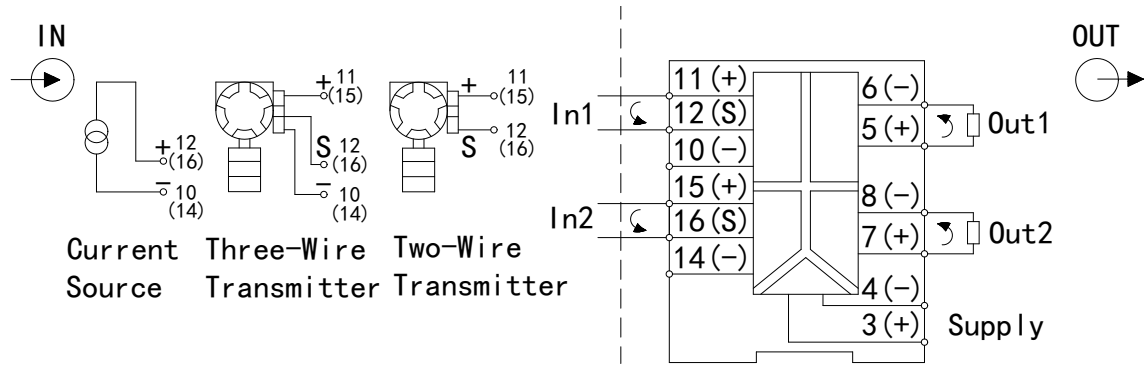 IN
+ 12
(16)
− 10
(14)
Current
Source
+ 11
(15)
S 12
(16)
− 10
(14)
Three-Wire
Transmitter
+ 11
(15)
S 12
(16)
Two-Wire
Transmitter
In1
In2
11(+)
12(S)
10(−)
15(+)
16(S)
14(−)
6(−)
5(+)
8(−)
7(+)
4(−)
3(+)
Out1
Out2
Supply
OUT